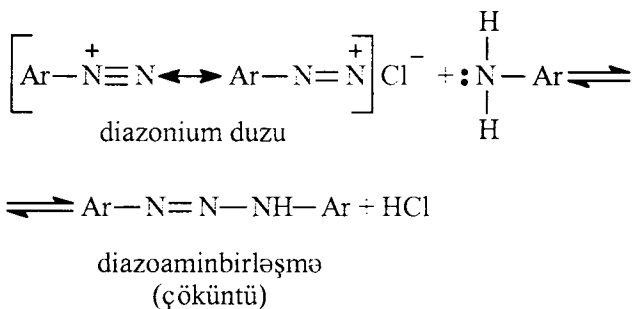 H
[Ar—N⁺≡N ⟷ Ar—N=N⁺] Cl⁻ + :N—Ar ⇌
H
diazonium duzu
⇌ Ar—N=N—NH—Ar + HCl
diazoaminbirləşmə
(çöküntü)